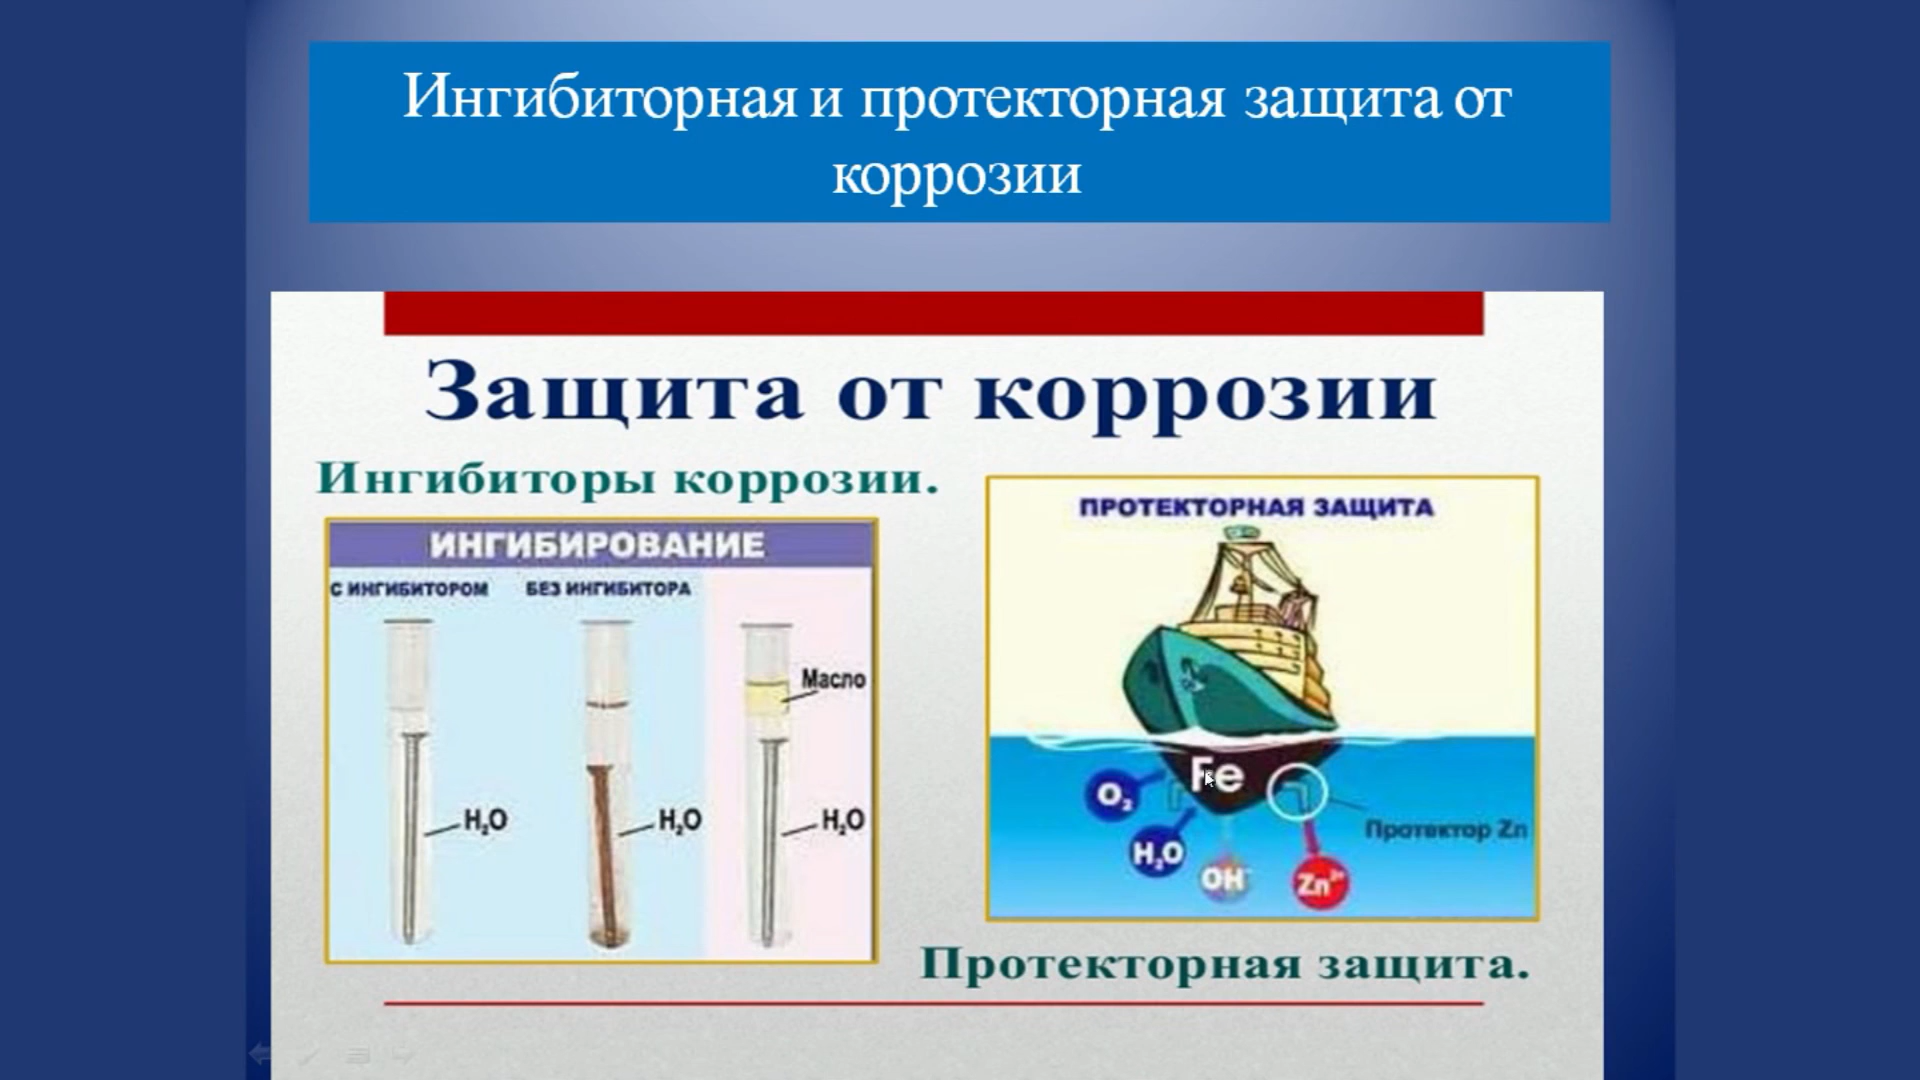 Ингибиторная и протекторная защита от
коррозии
Защита от коррозии
Ингибиторы коррозии.
ИНГИБИРОВАНИЕ
С ИНГИБИТОРОМ
БЕЗ ИНГИБИТОРА
Масло
H₂O
H₂O
H₂O
ПРОТЕКТОРНАЯ ЗАЩИТА
Fe
O₂
Протектор Zn
H₂O
OH⁻
Zn²⁺
Протекторная защита.